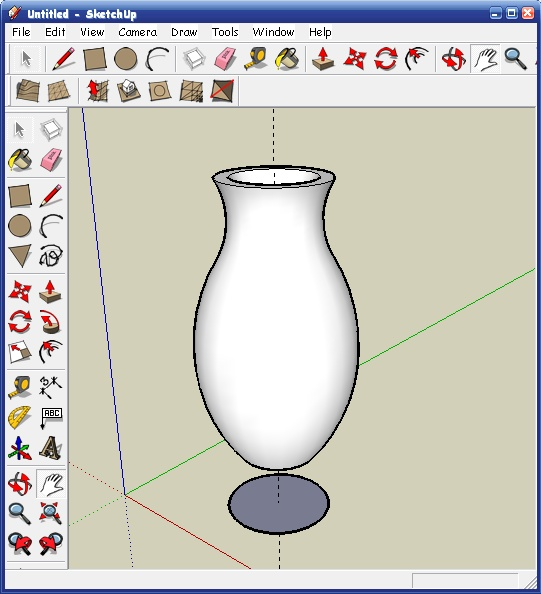 Untitled - SketchUp
File Edit View Camera Draw Tools Window Help
ABC
A